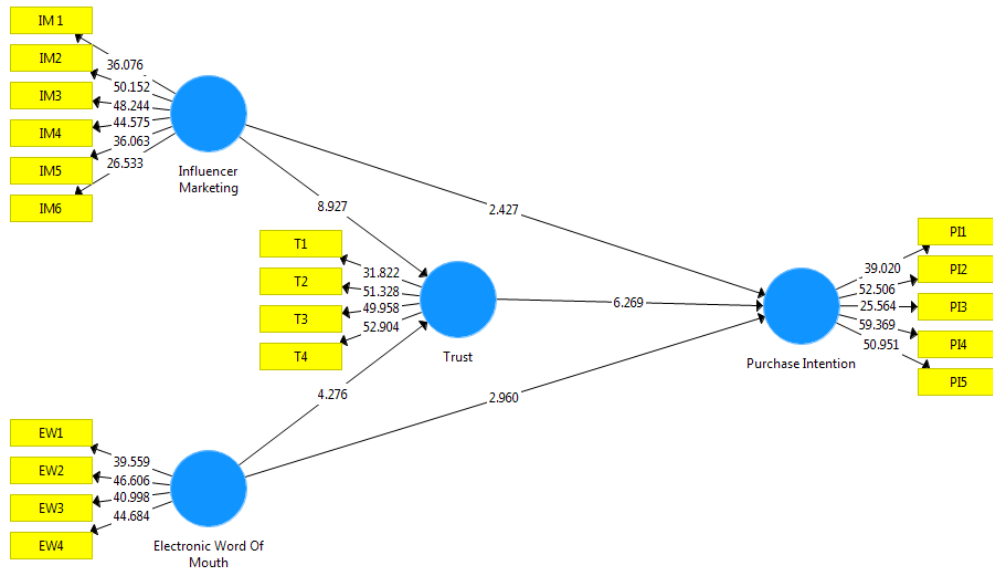 IM 1
IM2
IM3
IM4
IM5
IM6
36.076
50.152
48.244
44.575
36.063
26.533
Influencer
Marketing
8.927
2.427
T1
T2
T3
T4
31.822
51.328
49.958
52.904
Trust
6.269
4.276
2.960
PI1
PI2
PI3
PI4
PI5
39.020
52.506
25.564
59.369
50.951
Purchase Intention
EW1
EW2
EW3
EW4
39.559
46.606
40.998
44.684
Electronic Word Of
Mouth